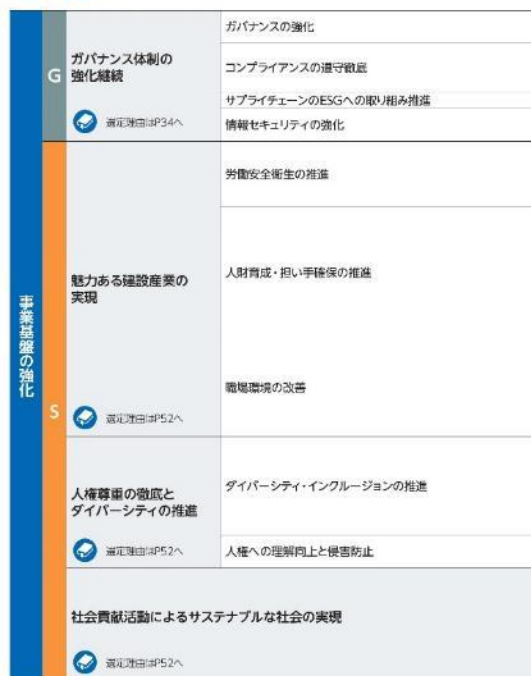 事業基盤の強化
G
ガバナンス体制の
強化継続
選定理由はP34へ
ガバナンスの強化
コンプライアンスの遵守徹底
サプライチェーンのESGへの取り組み推進
情報セキュリティの強化
S
魅力ある建設産業の
実現
選定理由はP52へ
労働安全衛生の推進
人財育成・担い手確保の推進
職場環境の改善
人権尊重の徹底と
ダイバーシティの推進
選定理由はP52へ
ダイバーシティ・インクルージョンの推進
人権への理解向上と侵害防止
社会貢献活動によるサステナブルな社会の実現
選定理由はP52へ